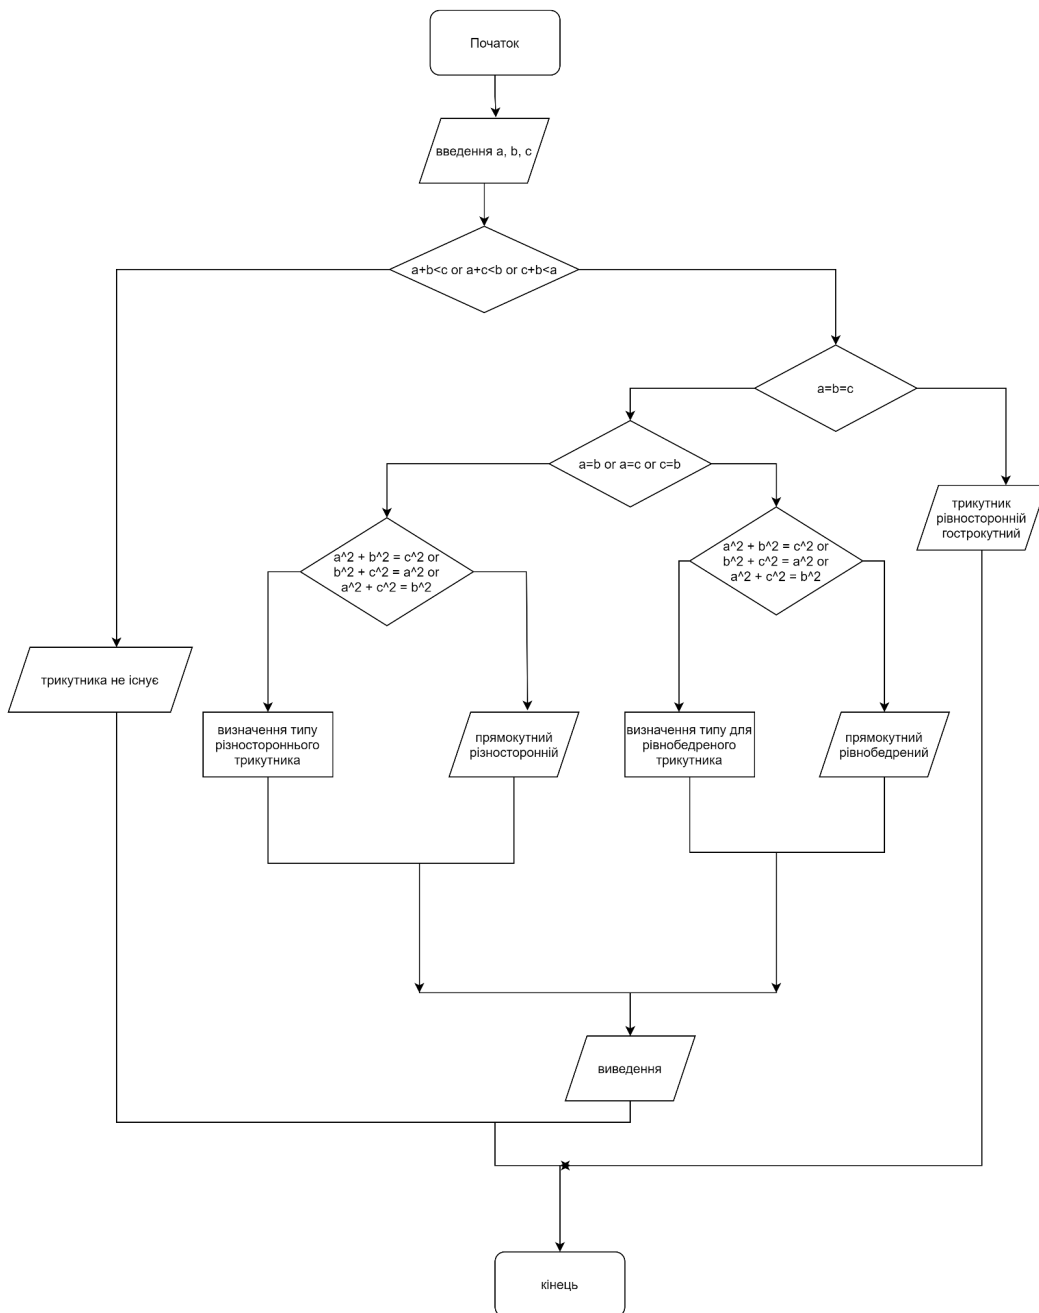 Початок
введення a, b, c
a+b<c or a+c<b or c+b<a
a=b=c
a=b or a=c or c=b
трикутник
рівносторонній
гострокутний
a^2 + b^2 = c^2 or
b^2 + c^2 = a^2 or
a^2 + c^2 = b^2
a^2 + b^2 = c^2 or
b^2 + c^2 = a^2 or
a^2 + c^2 = b^2
трикутника не існує
визначення типу
різностороннього
трикутника
прямокутний
різносторонній
визначення типу для
рівнобедреного
трикутника
прямокутний
рівнобедрений
виведення
кінець